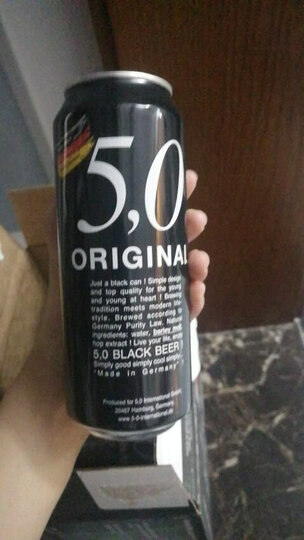 5,0
ORIGINAL
Just a black can ! Simple design
and top quality for the young
and young at heart ! Brewing
tradition meets modern life-
style. Brewed according to
Germany Purity Law. Natural
ingredients: water, barley malt,
hop extract ! Live your life, enjoy
5,0 BLACK BEER !
Simply good simply cool simply
"Made in Germany" !
Produced for 5,0 International
20457 Hamburg, Germany.
www.5-0-international.de